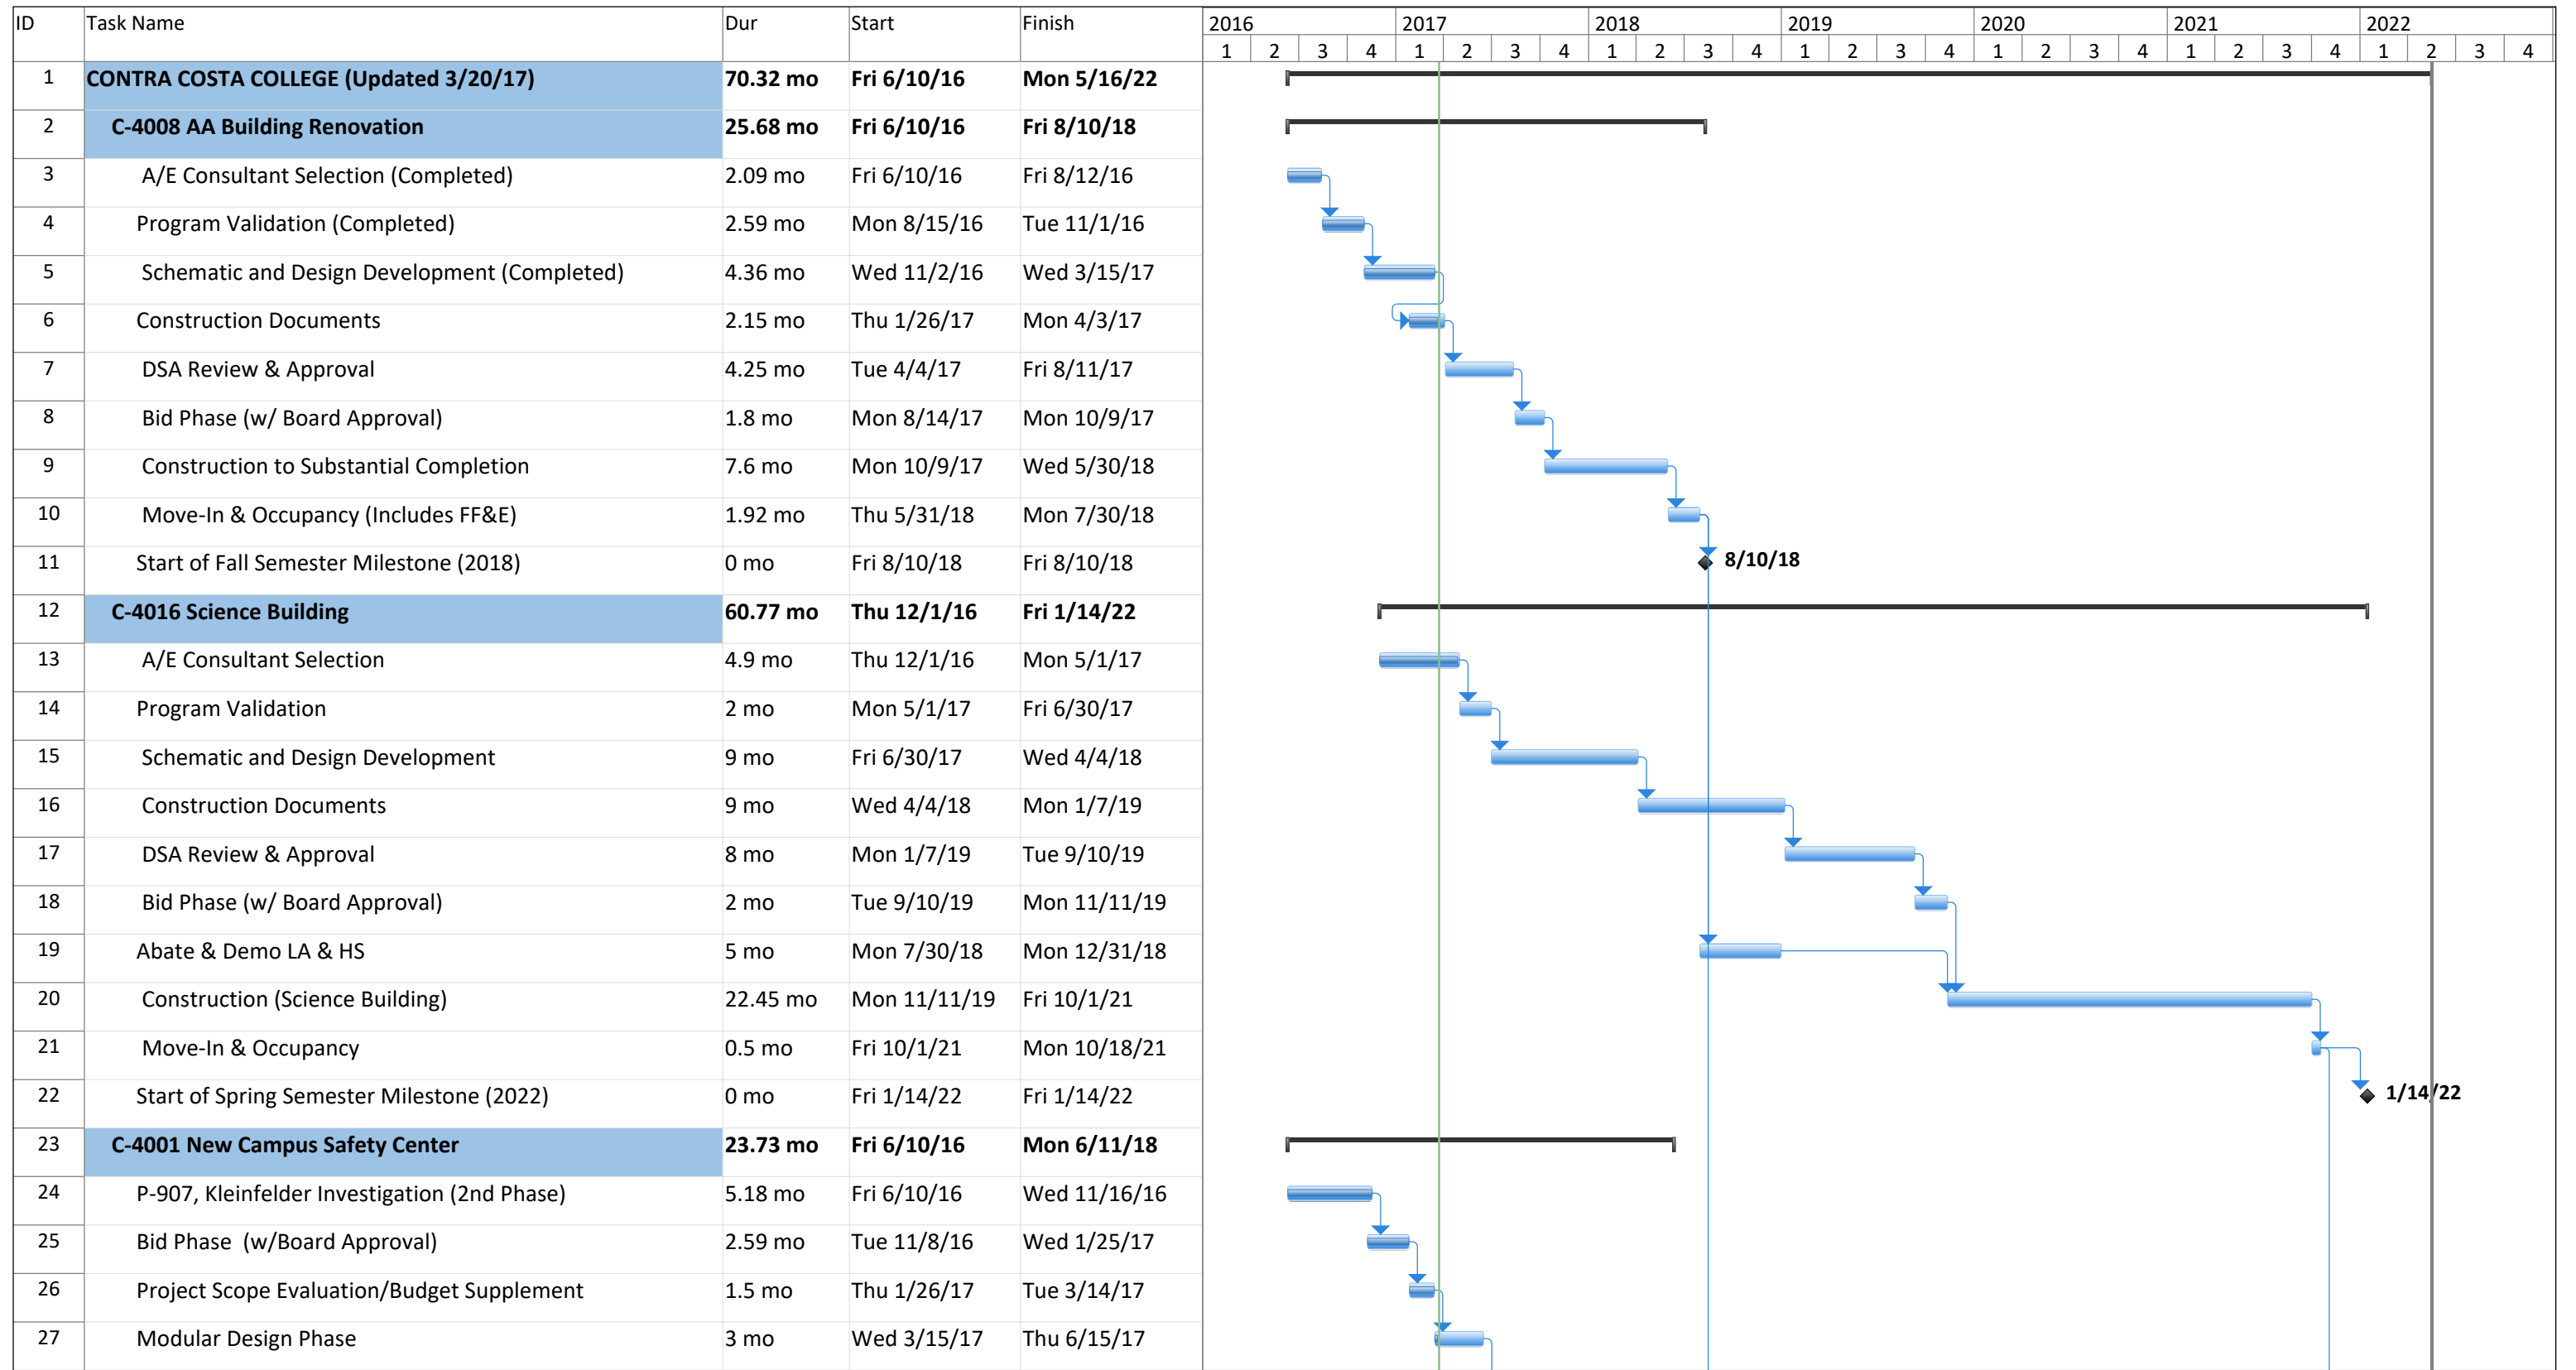 ID Task Name Dur Start Finish 2016 2017 2018 2019 2020 2021 2022
1 2 3 4 1 2 3 4 1 2 3 4 1 2 3 4 1 2 3 4 1 2 3 4 1 2 3 4
1 CONTRA COSTA COLLEGE (Updated 3/20/17) 70.32 mo Fri 6/10/16 Mon 5/16/22
2 C-4008 AA Building Renovation 25.68 mo Fri 6/10/16 Fri 8/10/18
3 A/E Consultant Selection (Completed) 2.09 mo Fri 6/10/16 Fri 8/12/16
4 Program Validation (Completed) 2.59 mo Mon 8/15/16 Tue 11/1/16
5 Schematic and Design Development (Completed) 4.36 mo Wed 11/2/16 Wed 3/15/17
6 Construction Documents 2.15 mo Thu 1/26/17 Mon 4/3/17
7 DSA Review & Approval 4.25 mo Tue 4/4/17 Fri 8/11/17
8 Bid Phase (w/ Board Approval) 1.8 mo Mon 8/14/17 Mon 10/9/17
9 Construction to Substantial Completion 7.6 mo Mon 10/9/17 Wed 5/30/18
10 Move-In & Occupancy (Includes FF&E) 1.92 mo Thu 5/31/18 Mon 7/30/18
11 Start of Fall Semester Milestone (2018) 0 mo Fri 8/10/18 Fri 8/10/18 8/10/18
12 C-4016 Science Building 60.77 mo Thu 12/1/16 Fri 1/14/22
13 A/E Consultant Selection 4.9 mo Thu 12/1/16 Mon 5/1/17
14 Program Validation 2 mo Mon 5/1/17 Fri 6/30/17
15 Schematic and Design Development 9 mo Fri 6/30/17 Wed 4/4/18
16 Construction Documents 9 mo Wed 4/4/18 Mon 1/7/19
17 DSA Review & Approval 8 mo Mon 1/7/19 Tue 9/10/19
18 Bid Phase (w/ Board Approval) 2 mo Tue 9/10/19 Mon 11/11/19
19 Abate & Demo LA & HS 5 mo Mon 7/30/18 Mon 12/31/18
20 Construction (Science Building) 22.45 mo Mon 11/11/19 Fri 10/1/21
21 Move-In & Occupancy 0.5 mo Fri 10/1/21 Mon 10/18/21
22 Start of Spring Semester Milestone (2022) 0 mo Fri 1/14/22 Fri 1/14/22 1/14/22
23 C-4001 New Campus Safety Center 23.73 mo Fri 6/10/16 Mon 6/11/18
24 P-907, Kleinfelder Investigation (2nd Phase) 5.18 mo Fri 6/10/16 Wed 11/16/16
25 Bid Phase (w/Board Approval) 2.59 mo Tue 11/8/16 Wed 1/25/17
26 Project Scope Evaluation/Budget Supplement 1.5 mo Thu 1/26/17 Tue 3/14/17
27 Modular Design Phase 3 mo Wed 3/15/17 Thu 6/15/17